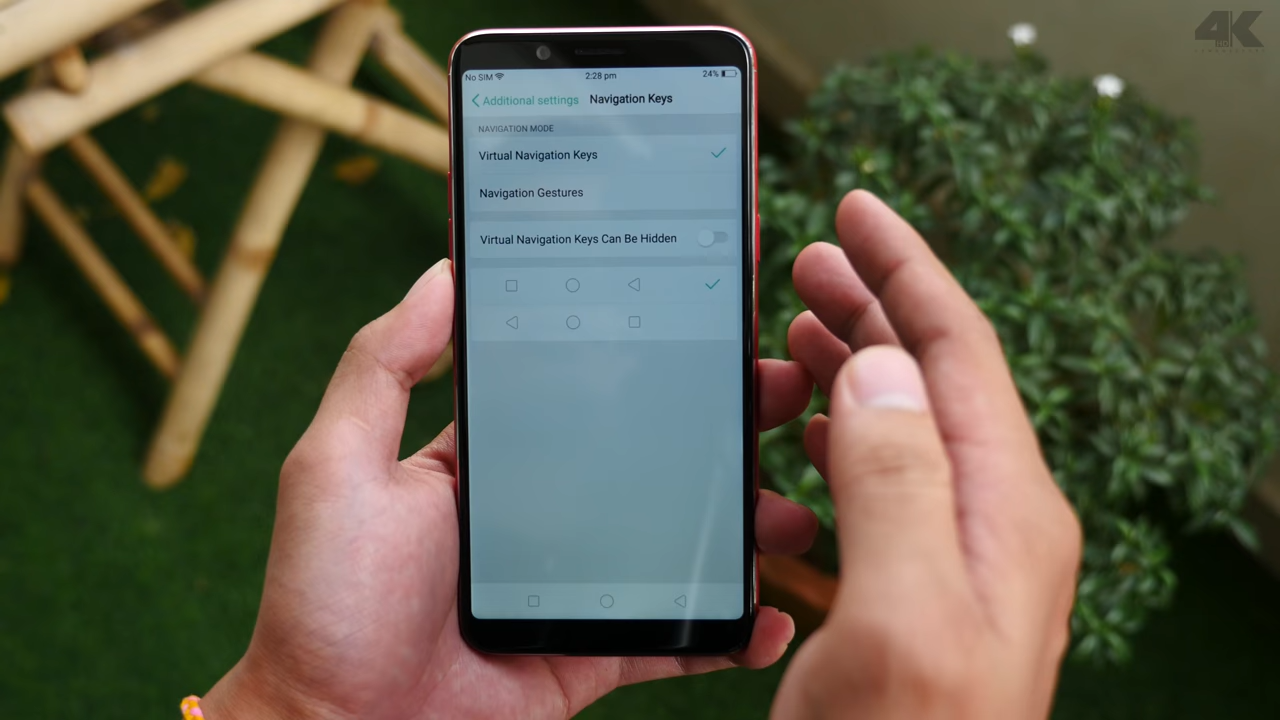 4K
No SIM 2:28 pm 24%
Additional settings Navigation Keys
NAVIGATION MODE
Virtual Navigation Keys
Navigation Gestures
Virtual Navigation Keys Can Be Hidden